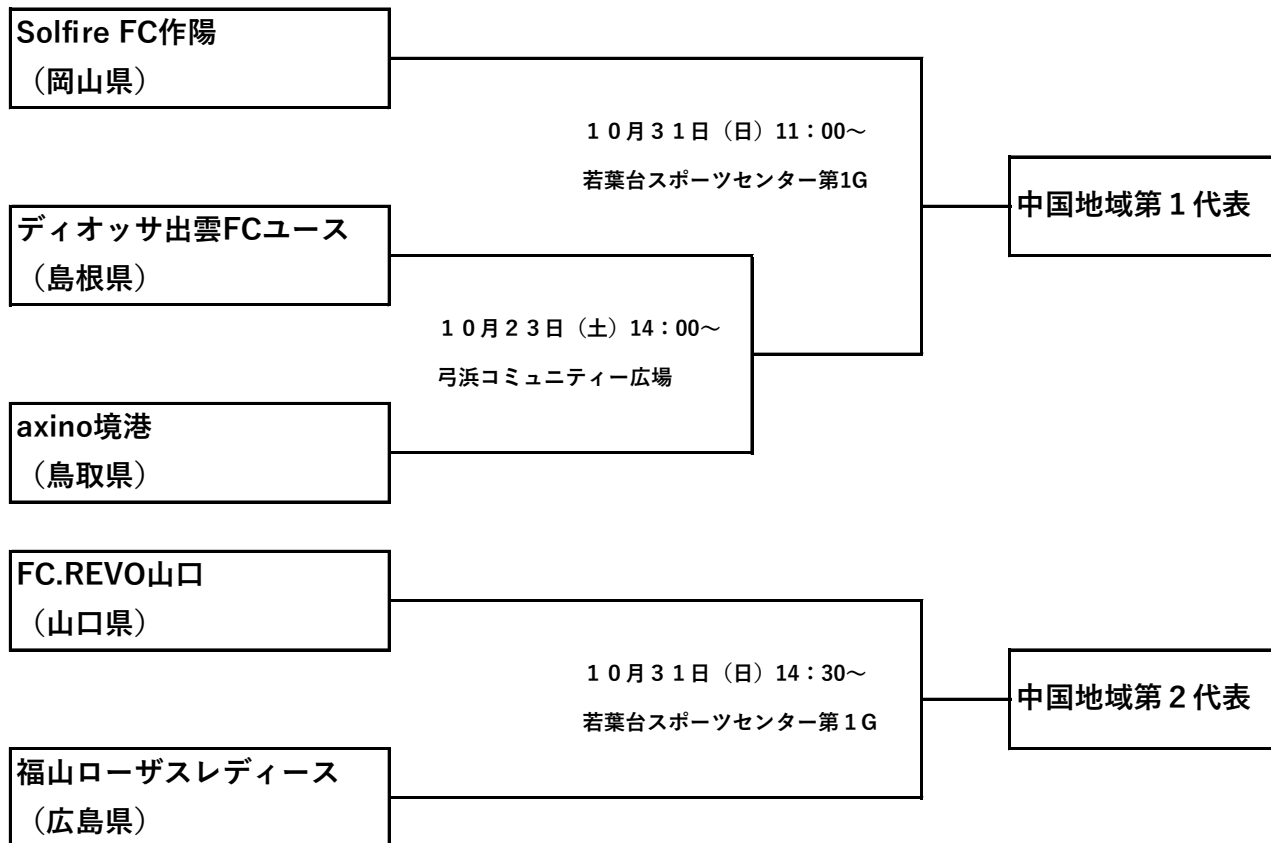 Solfire FC作陽
（岡山県）
１０月３１日（日）11：00～
若葉台スポーツセンター第1G
中国地域第１代表
ディオッサ出雲FCユース
（島根県）
１０月２３日（土）14：00～
弓浜コミュニティー広場
axino境港
（鳥取県）
FC.REVO山口
（山口県）
１０月３１日（日）14：30～
若葉台スポーツセンター第１G
中国地域第２代表
福山ローザスレディース
（広島県）